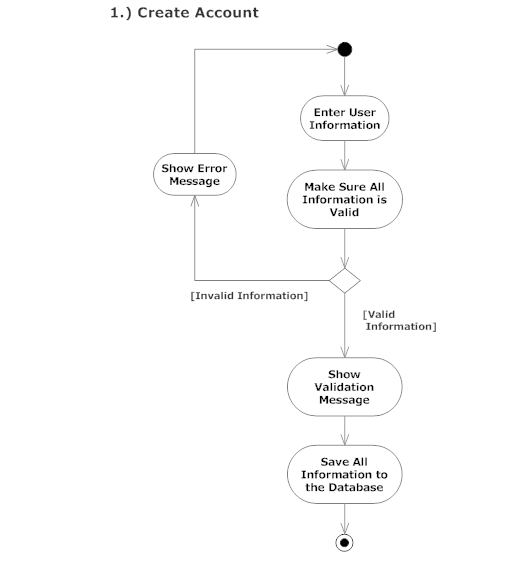 1.) Create Account
Enter User
Information
Show Error
Message
Make Sure All
Information is
Valid
[Invalid Information]
[Valid
Information]
Show
Validation
Message
Save All
Information to
the Database